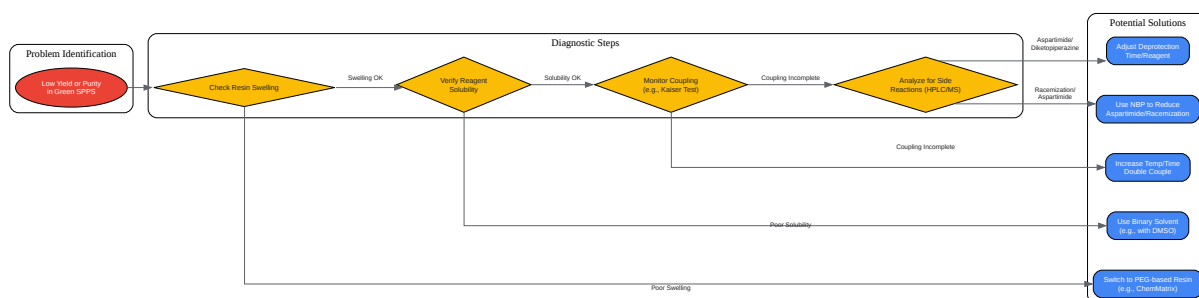 Problem Identification
Low Yield or Purity
in Green SPPS
Diagnostic Steps
Check Resin Swelling
Swelling OK
Verify Reagent
Solubility
Solubility OK
Monitor Coupling
(e.g., Kaiser Test)
Coupling Incomplete
Analyze for Side
Reactions (HPLC/MS)
Aspartimide/
Diketopiperazine
Racemization/
Aspartimide
Coupling Incomplete
Poor Solubility
Poor Swelling
Potential Solutions
Adjust Deprotection
Time/Reagent
Use NBP to Reduce
Aspartimide/Racemization
Increase Temp/Time
Double Couple
Use Binary Solvent
(e.g., with DMSO)
Switch to PEG-based Resin
(e.g., ChemMatrix)